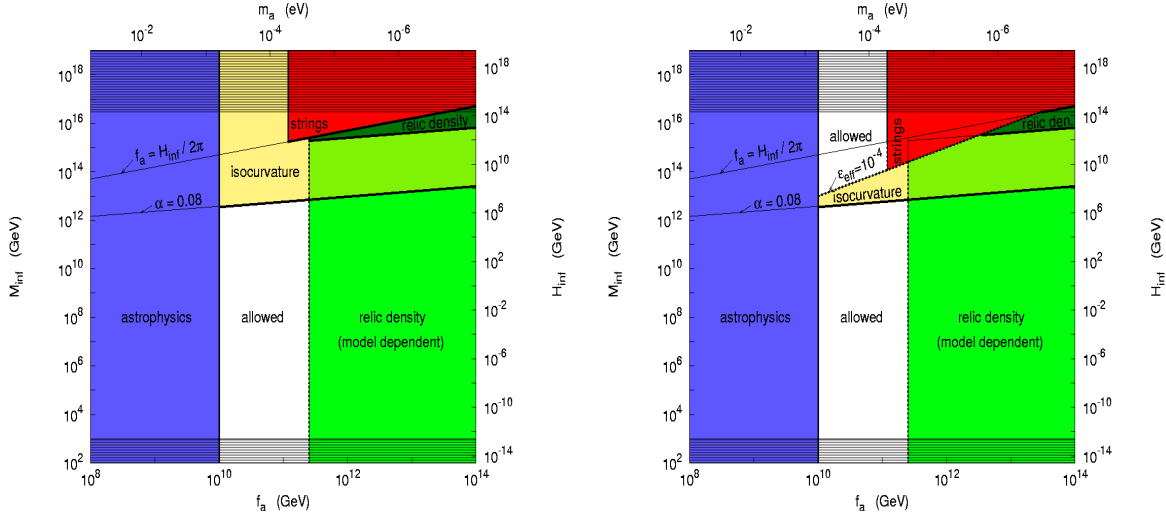 m_a (eV)
10^-2
10^-4
10^-6
10^18
10^16
10^14
10^12
10^10
10^8
10^6
10^4
10^2
M_inf (GeV)
10^18
10^14
10^10
10^6
10^2
10^-2
10^-6
10^-10
10^-14
H_inf (GeV)
strings
relic density
f_a = H_inf / 2π
isocurvature
α = 0.08
astrophysics
allowed
relic density
(model dependent)
10^8
10^10
10^12
10^14
f_a (GeV)
m_a (eV)
10^-2
10^-4
10^-6
10^18
10^16
10^14
10^12
10^10
10^8
10^6
10^4
10^2
M_inf (GeV)
10^18
10^14
10^10
10^6
10^2
10^-2
10^-6
10^-10
10^-14
H_inf (GeV)
allowed
strings
relic den
f_a = H_inf / 2π
ε_eff=10^-4
isocurvature
α = 0.08
astrophysics
allowed
relic density
(model dependent)
10^8
10^10
10^12
10^14
f_a (GeV)